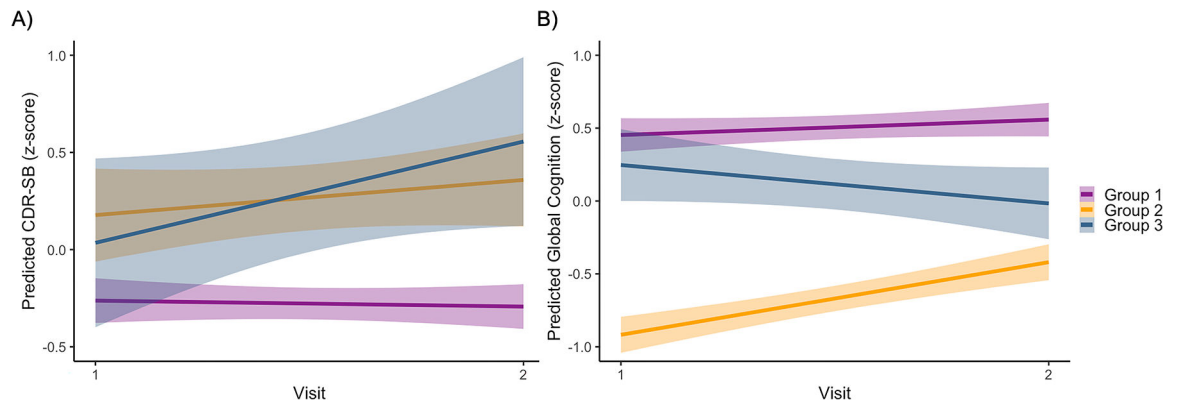 A)
Predicted CDR-SB (z-score)
1.0
0.5
0.0
-0.5
1
2
Visit
B)
Predicted Global Cognition (z-score)
1.0
0.5
0.0
-0.5
-1.0
1
2
Visit
Group 1
Group 2
Group 3